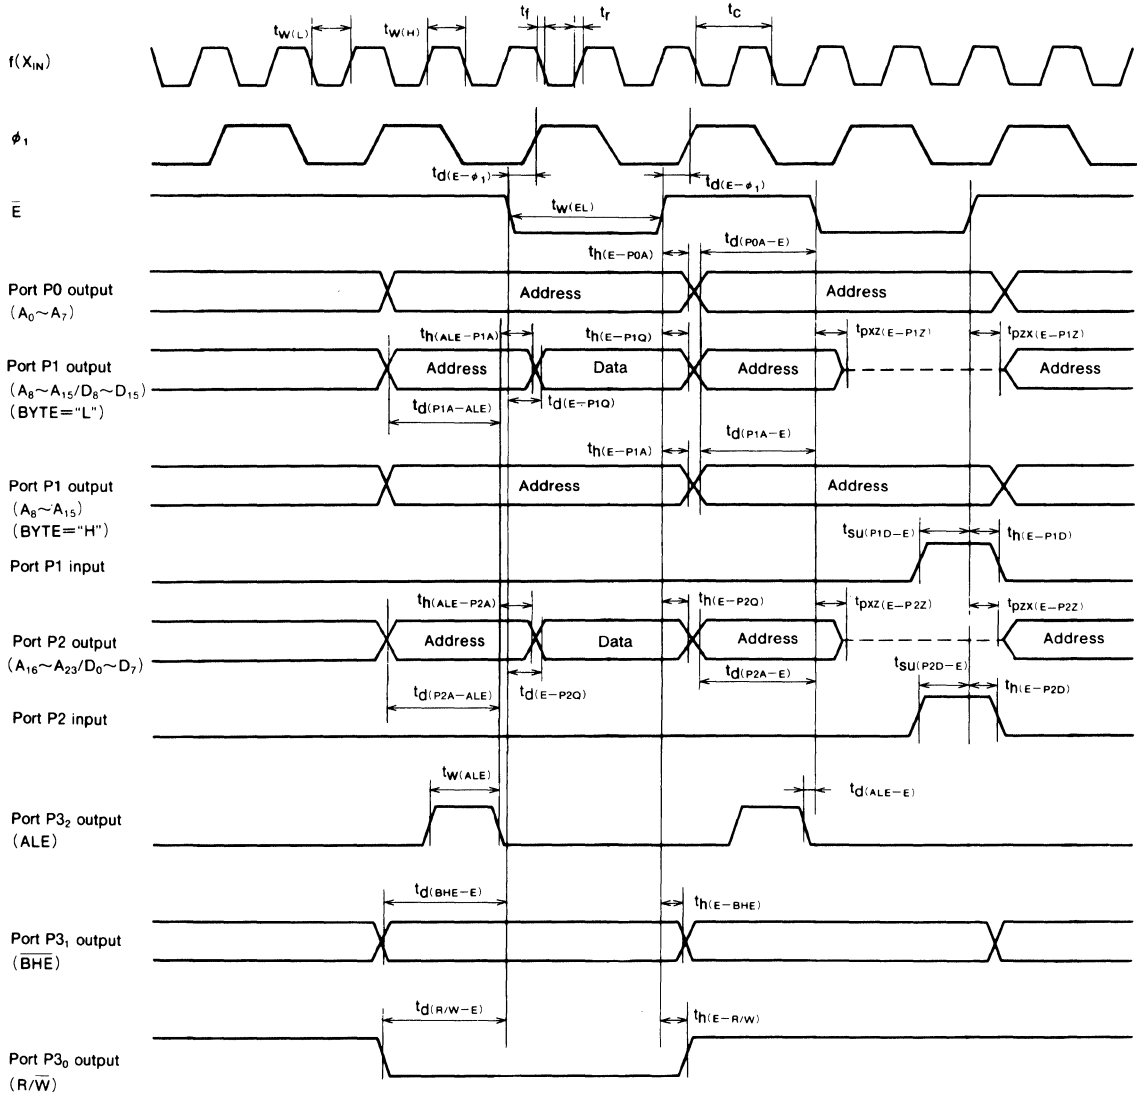 tf tr tC
tW(L) tW(H)
f(XIN)
ϕ1
td(E−ϕ1) td(E−ϕ1)
E̅ tW(EL)
th(E−P0A) td(P0A−E)
Port P0 output Address Address
(A0~A7)
th(ALE−P1A) th(E−P1Q) tpxz(E−P1Z) tpzx(E−P1Z)
Port P1 output Address Data Address Address
(A8~A15/D8~D15)
(BYTE="L") td(P1A−ALE) td(E−P1Q)
th(E−P1A) td(P1A−E)
Port P1 output Address Address
(A8~A15)
(BYTE="H") tsu(P1D−E) th(E−P1D)
Port P1 input
th(ALE−P2A) th(E−P2Q) tpxz(E−P2Z) tpzx(E−P2Z)
Port P2 output Address Data Address Address
(A16~A23/D0~D7) tsu(P2D−E)
td(P2A−ALE) td(E−P2Q) td(P2A−E) th(E−P2D)
Port P2 input
tW(ALE) td(ALE−E)
Port P32 output
(ALE)
td(BHE−E) th(E−BHE)
Port P31 output
(B̅H̅E̅)
td(R/W−E) th(E−R/W)
Port P30 output
(R/W̅)